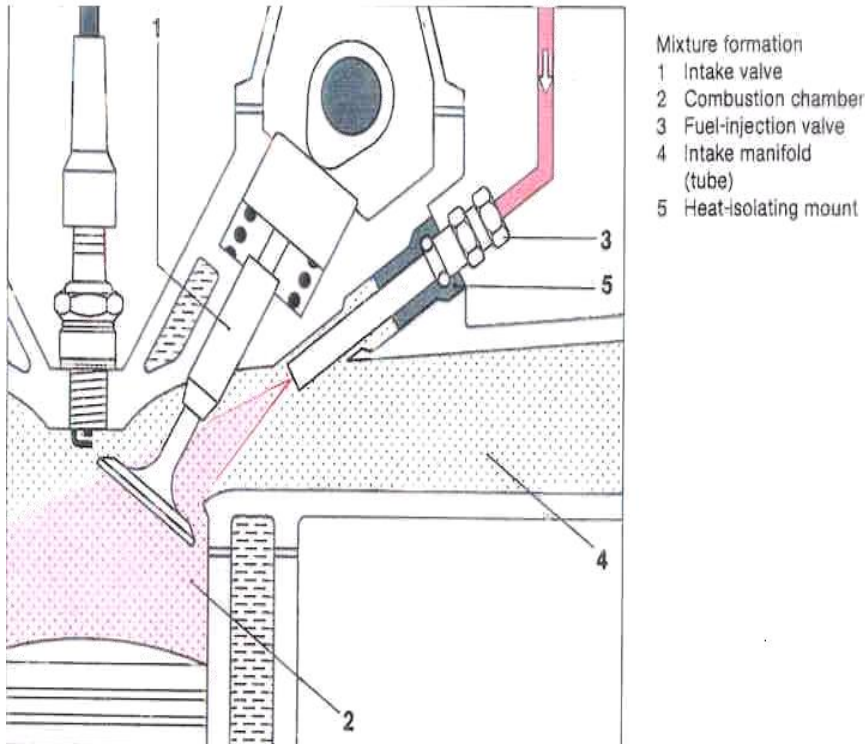 1
3
5
4
2
Mixture formation
1 Intake valve
2 Combustion chamber
3 Fuel-injection valve
4 Intake manifold
(tube)
5 Heat-isolating mount